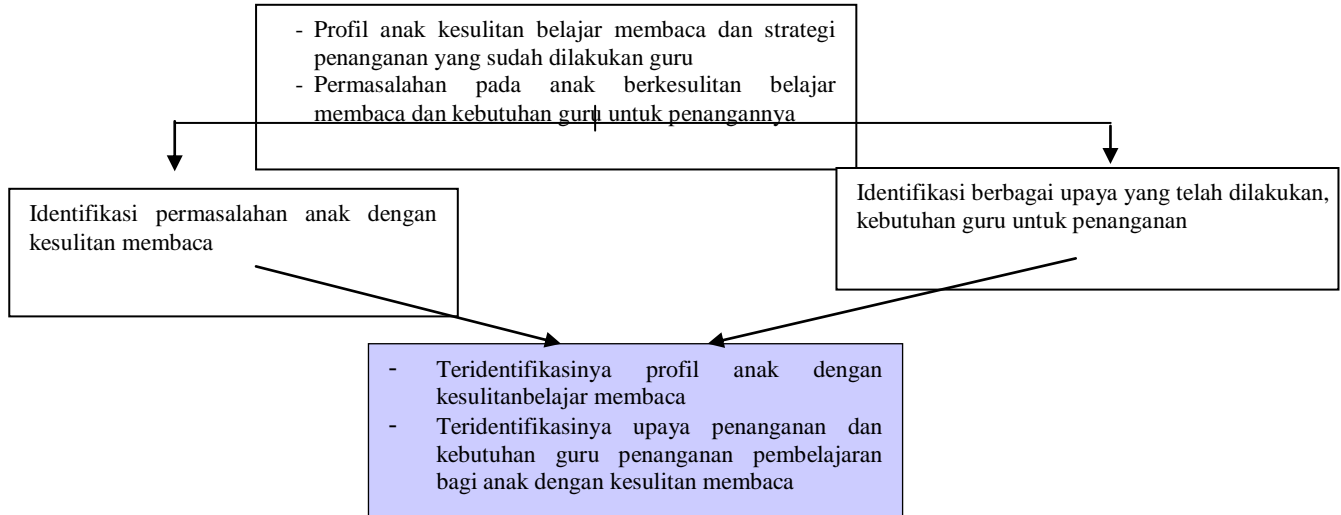 - Profil anak kesulitan belajar membaca dan strategi
penanganan yang sudah dilakukan guru
- Permasalahan pada anak berkesulitan belajar
membaca dan kebutuhan guru untuk penangannya
Identifikasi permasalahan anak dengan
kesulitan membaca
Identifikasi berbagai upaya yang telah dilakukan,
kebutuhan guru untuk penanganan
- Teridentifikasinya profil anak dengan
kesulitanbelajar membaca
- Teridentifikasinya upaya penanganan dan
kebutuhan guru penanganan pembelajaran
bagi anak dengan kesulitan membaca